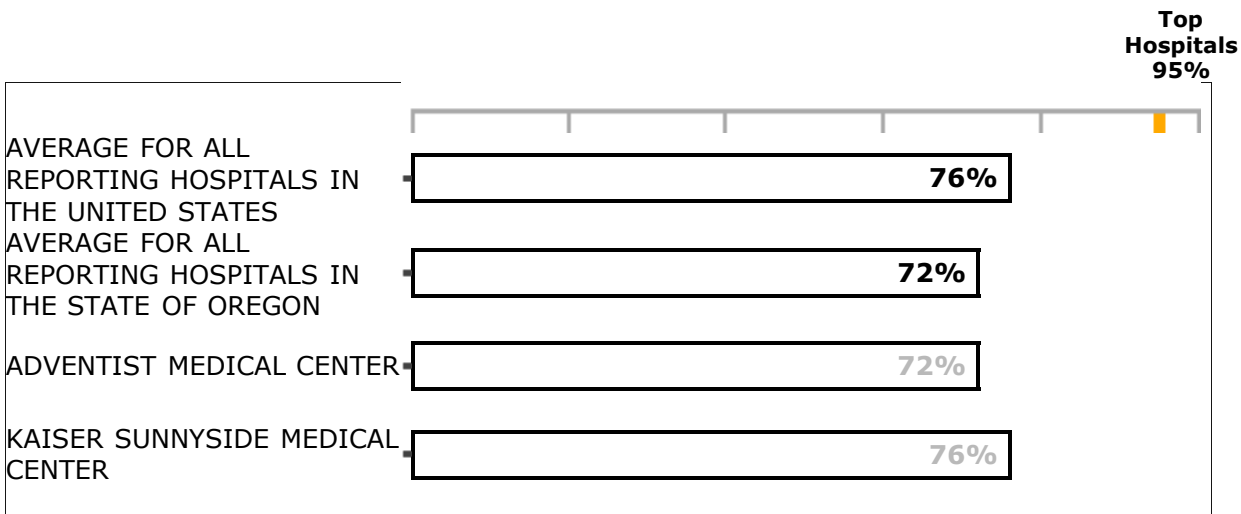 Top
Hospitals
95%
AVERAGE FOR ALL
REPORTING HOSPITALS IN
THE UNITED STATES
76%
AVERAGE FOR ALL
REPORTING HOSPITALS IN
THE STATE OF OREGON
72%
ADVENTIST MEDICAL CENTER
72%
KAISER SUNNYSIDE MEDICAL
CENTER
76%